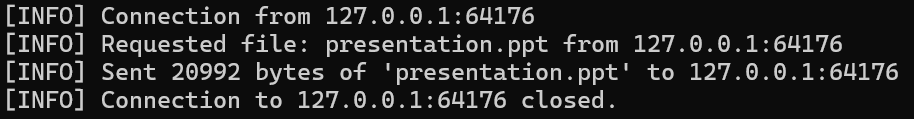 [INFO] Connection from 127.0.0.1:64176
[INFO] Requested file: presentation.ppt from 127.0.0.1:64176
[INFO] Sent 20992 bytes of 'presentation.ppt' to 127.0.0.1:64176
[INFO] Connection to 127.0.0.1:64176 closed.